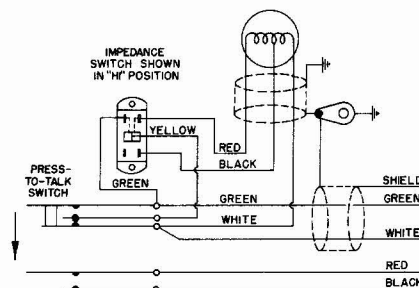 IMPEDANCE
SWITCH SHOWN
IN "HI" POSITION
YELLOW
RED
BLACK
PRESS-
TO-TALK
SWITCH
GREEN
SHIELD
GREEN
GREEN
WHITE
WHITE
RED
BLACK